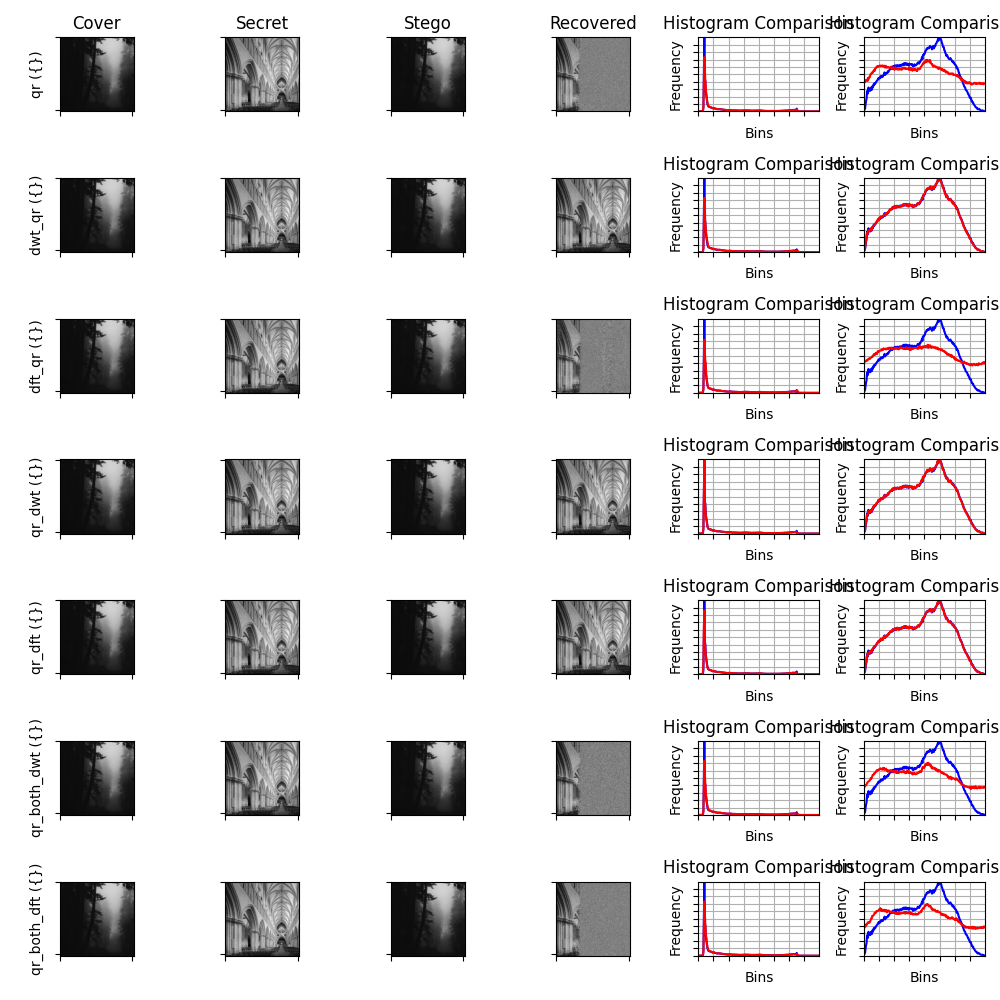 Cover Secret Stego Recovered Histogram Comparison Histogram Comparis
qr ({}) Frequency Frequency
Bins Bins
Histogram Comparison Histogram Comparis
dwt_qr ({}) Frequency Frequency
Bins Bins
Histogram Comparison Histogram Comparis
dft_qr ({}) Frequency Frequency
Bins Bins
Histogram Comparison Histogram Comparis
qr_dwt ({}) Frequency Frequency
Bins Bins
Histogram Comparison Histogram Comparis
qr_dft ({}) Frequency Frequency
Bins Bins
Histogram Comparison Histogram Comparis
qr_both_dwt ({}) Frequency Frequency
Bins Bins
Histogram Comparison Histogram Comparis
qr_both_dft ({}) Frequency Frequency
Bins Bins